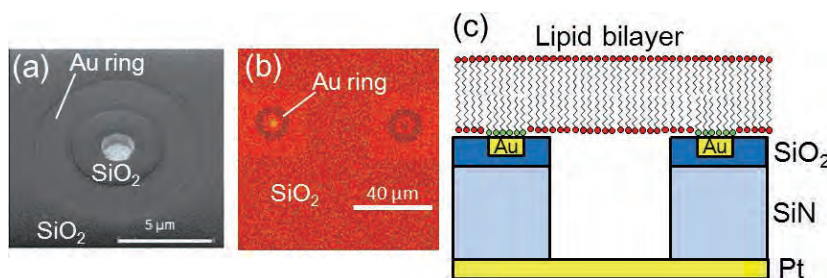 (a)
Au ring
SiO₂
SiO₂
5 µm
(b)
Au ring
SiO₂
40 µm
(c)
Lipid bilayer
Au
Au
SiO₂
SiN
Pt